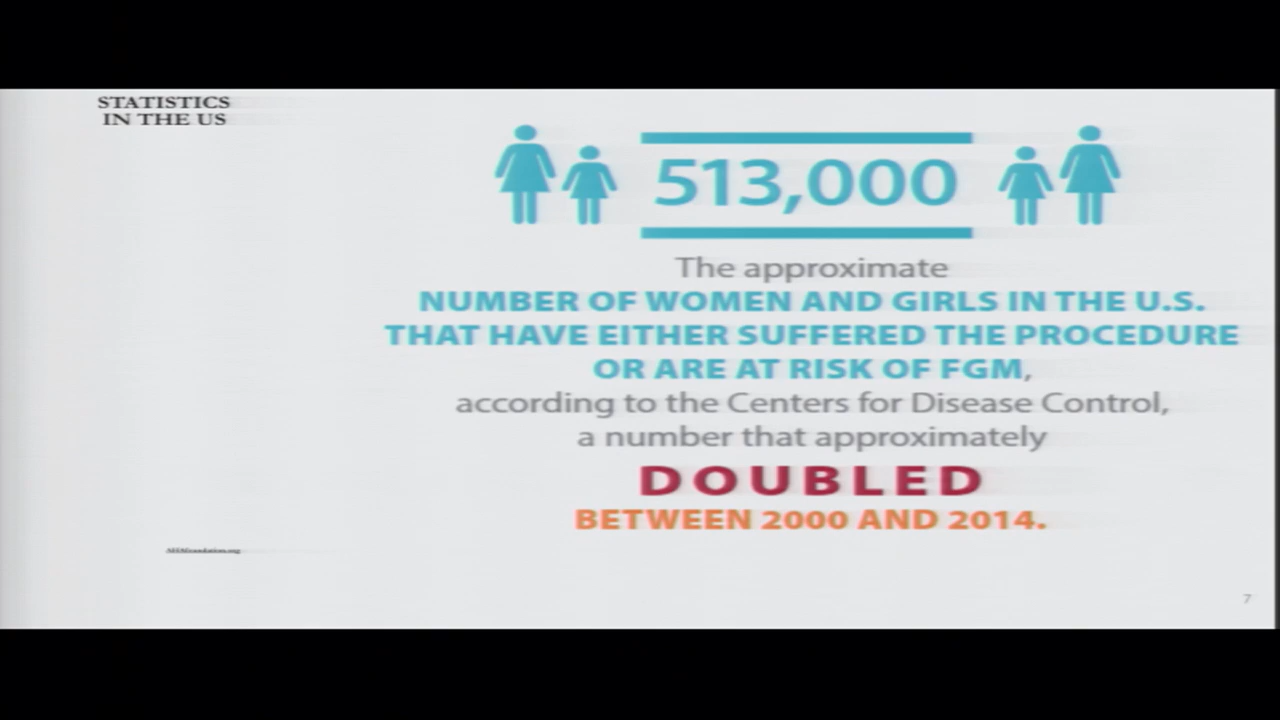 STATISTICS
IN THE US
513,000
The approximate
NUMBER OF WOMEN AND GIRLS IN THE U.S.
THAT HAVE EITHER SUFFERED THE PROCEDURE
OR ARE AT RISK OF FGM,
according to the Centers for Disease Control,
a number that approximately
DOUBLED
BETWEEN 2000 AND 2014.
7